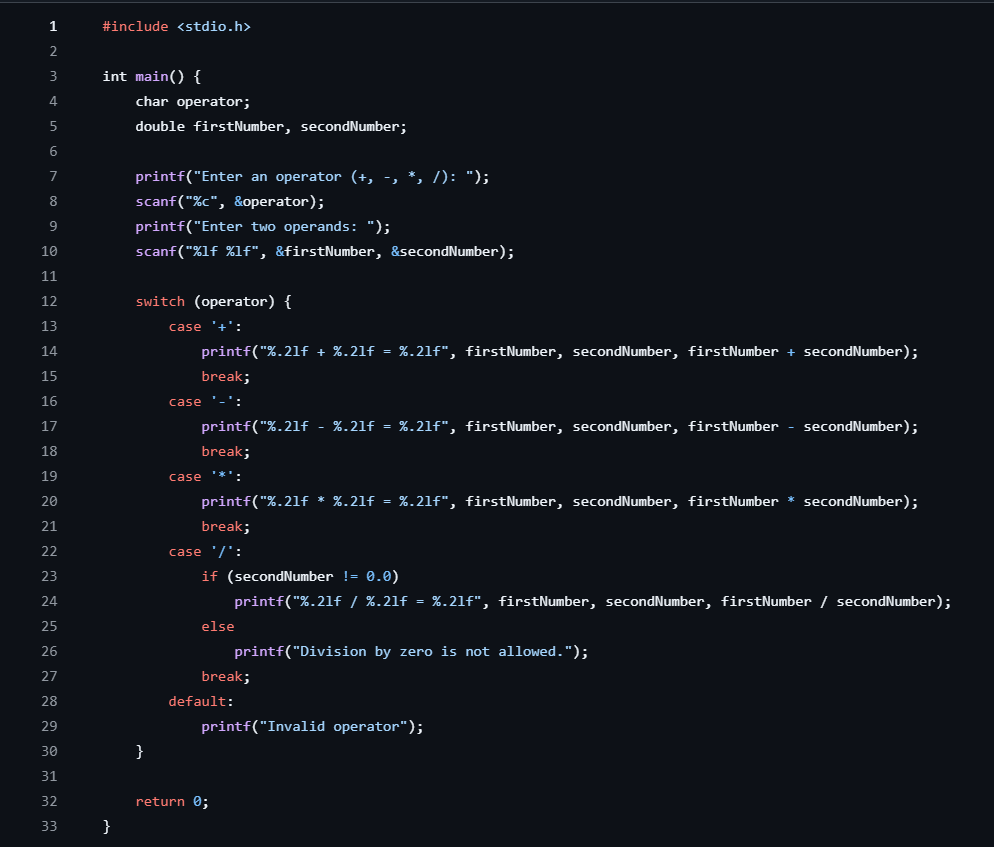 1 #include <stdio.h>
2
3 int main() {
4     char operator;
5     double firstNumber, secondNumber;
6
7     printf("Enter an operator (+, -, *, /): ");
8     scanf("%c", &operator);
9     printf("Enter two operands: ");
10     scanf("%lf %lf", &firstNumber, &secondNumber);
11
12     switch (operator) {
13         case '+':
14             printf("%.2lf + %.2lf = %.2lf", firstNumber, secondNumber, firstNumber + secondNumber);
15             break;
16         case '-':
17             printf("%.2lf - %.2lf = %.2lf", firstNumber, secondNumber, firstNumber - secondNumber);
18             break;
19         case '*':
20             printf("%.2lf * %.2lf = %.2lf", firstNumber, secondNumber, firstNumber * secondNumber);
21             break;
22         case '/':
23             if (secondNumber != 0.0)
24                 printf("%.2lf / %.2lf = %.2lf", firstNumber, secondNumber, firstNumber / secondNumber);
25             else
26                 printf("Division by zero is not allowed.");
27             break;
28         default:
29             printf("Invalid operator");
30     }
31
32     return 0;
33 }